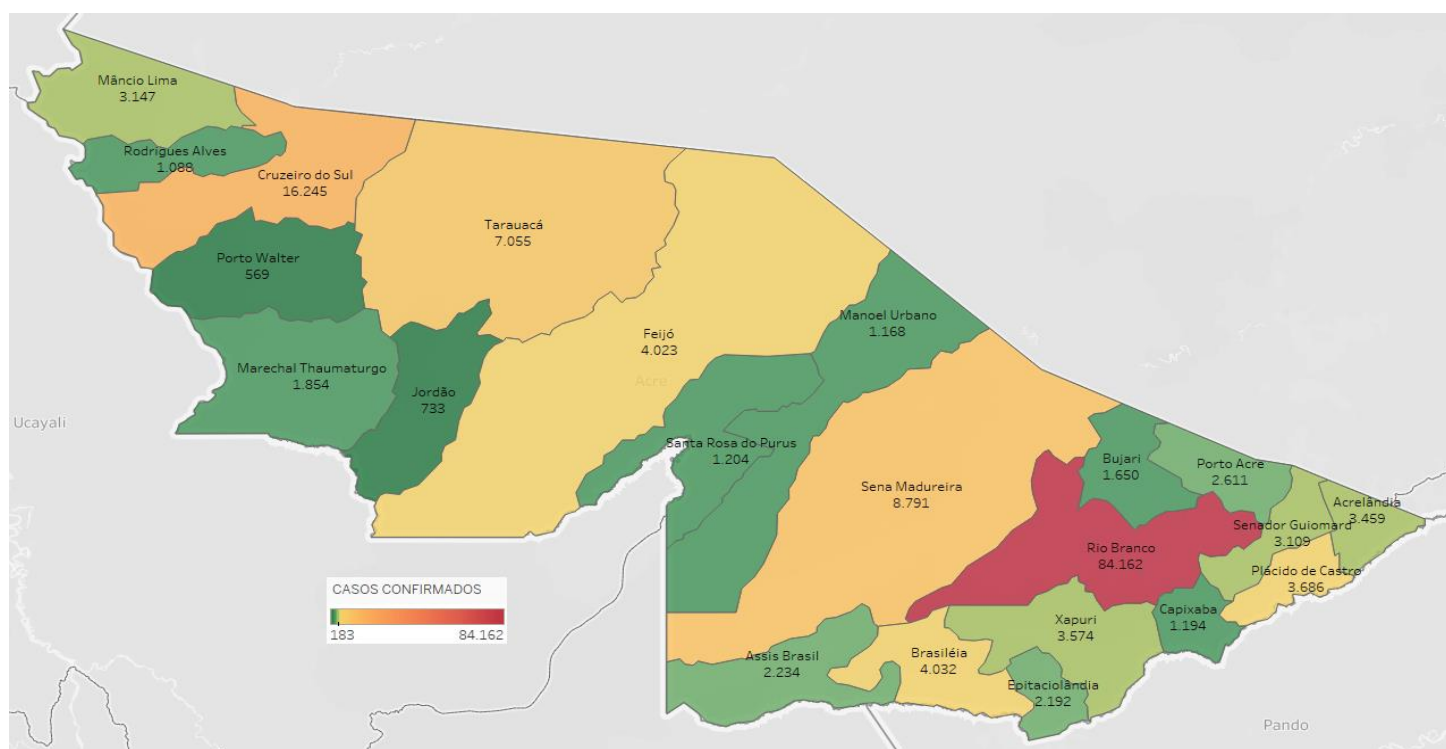 Mâncio Lima
3.147
Rodrigues Alves
1.088
Cruzeiro do Sul
16.245
Tarauacá
7.055
Porto Walter
569
Manoel Urbano
1.168
Feijó
4.023
Marechal Thaumaturgo
1.854
Acre
Jordão
733
Ucayali
Santa Rosa do Purus
1.204
Bujari
1.650
Porto Acre
2.611
Sena Madureira
8.791
Acrelândia
3.459
Senador Guiomard
3.109
Rio Branco
84.162
Plácido de Castro
3.686
CASOS CONFIRMADOS
183 84.162
Capixaba
1.194
Xapuri
3.574
Assis Brasil
2.234
Brasiléia
4.032
Epitaciolândia
2.192
Pando